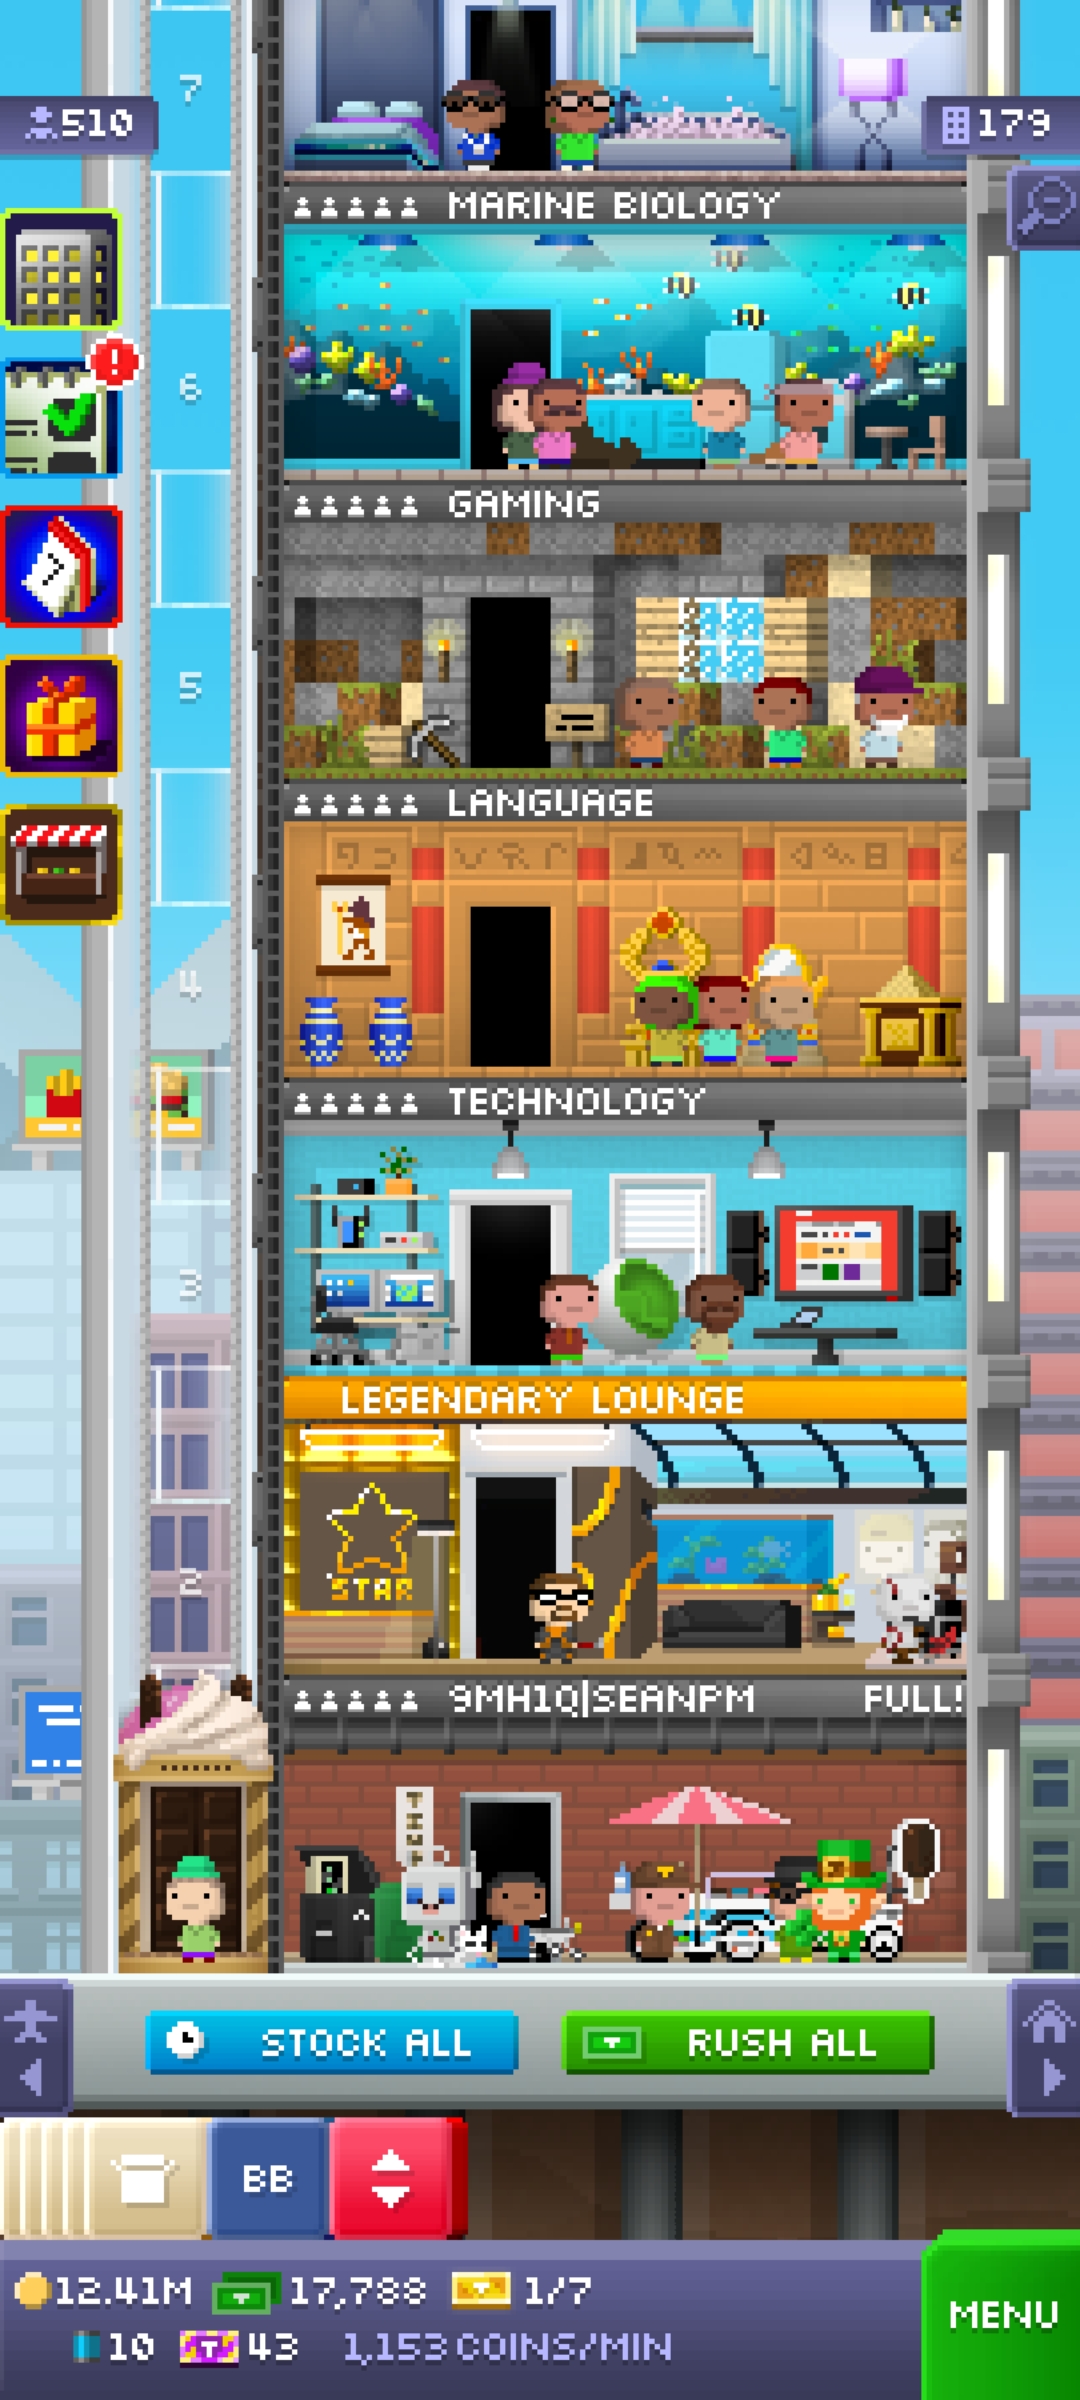 7
510
179
MARINE BIOLOGY
6
GAMING
5
LANGUAGE
4
TECHNOLOGY
3
LEGENDARY LOUNGE
STAR
2
9MH1Q|SEANPM FULL!
STOCK ALL
RUSH ALL
BB
12.41M 17,788 1/7
MENU
10 43 1,153 COINS/MIN